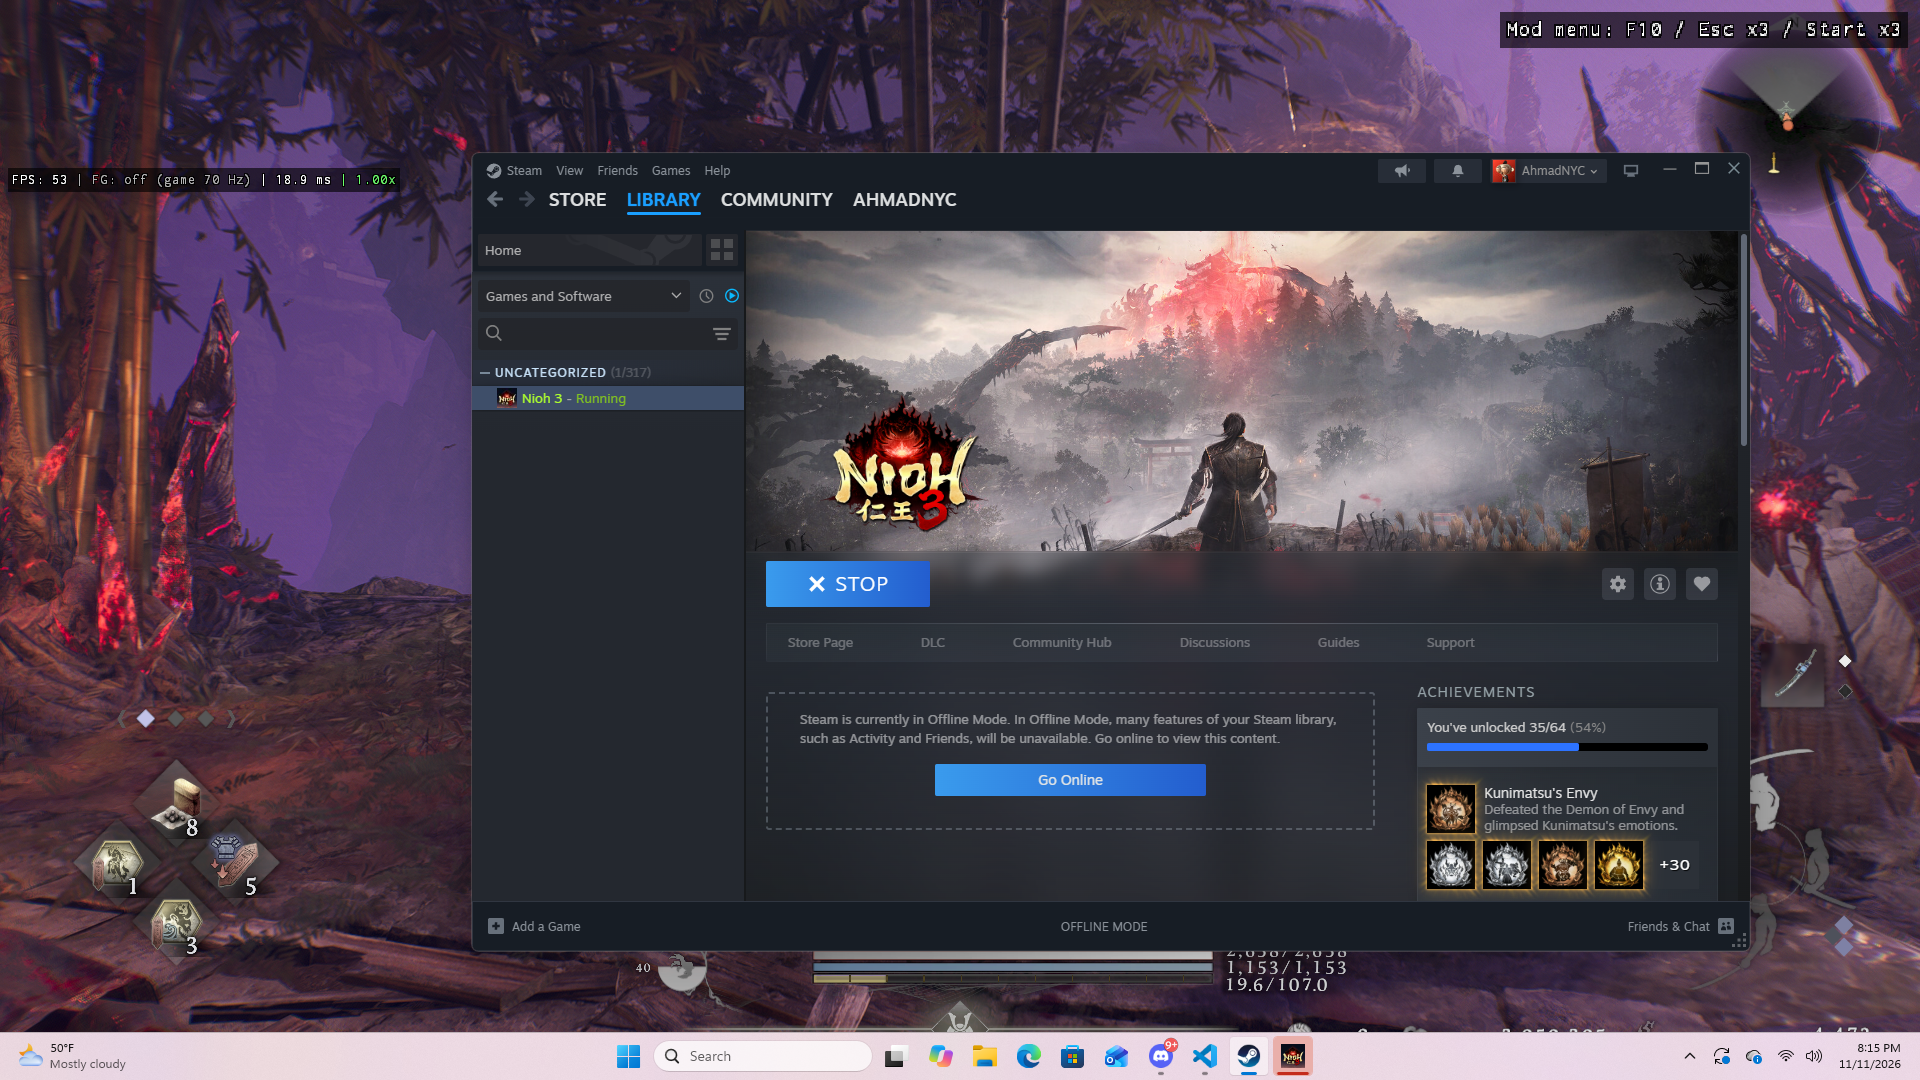 Mod menu: F10 / Esc x3 / Start x3
FPS: 53 | FG: off (game 70 Hz) | 18.9 ms | 1.00x
Steam View Friends Games Help
AhmadNYC
STORE LIBRARY COMMUNITY AHMADNYC
Home
Games and Software
UNCATEGORIZED (1/317)
Nioh 3 - Running
NIOH
仁王3
STOP
Store Page DLC Community Hub Discussions Guides Support
Steam is currently in Offline Mode. In Offline Mode, many features of your Steam library,
such as Activity and Friends, will be unavailable. Go online to view this content.
Go Online
ACHIEVEMENTS
You've unlocked 35/64 (54%)
Kunimatsu's Envy
Defeated the Demon of Envy and
glimpsed Kunimatsu's emotions.
+30
8
1
5
3
Add a Game
OFFLINE MODE
Friends & Chat
40
1,153/1,153
19.6/107.0
50°F
Mostly cloudy
Search
9+
8:15 PM
11/11/2026